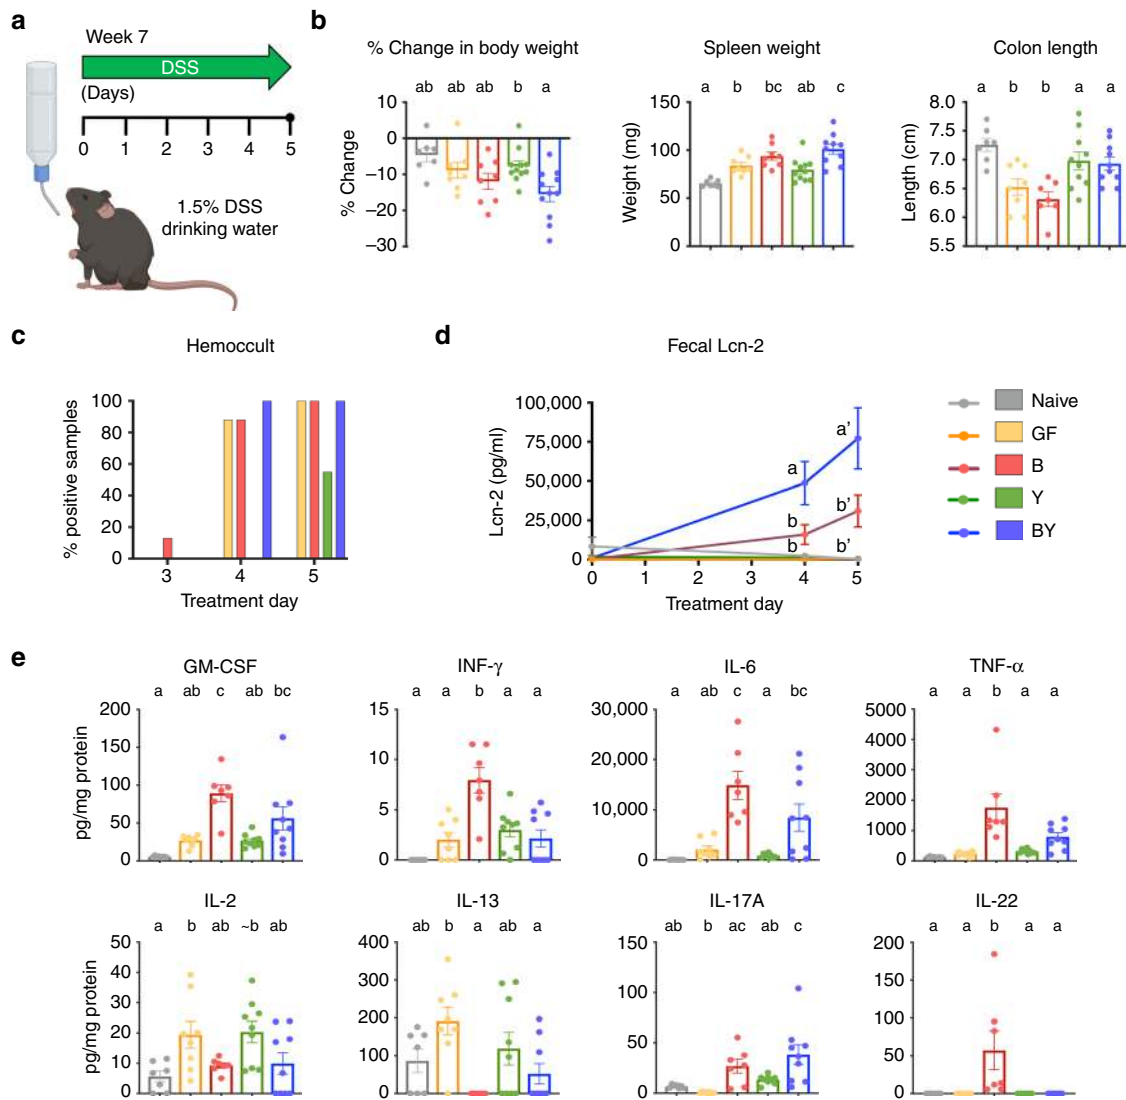 a
Week 7
DSS
(Days)
0 1 2 3 4 5
1.5% DSS
drinking water
b
% Change in body weight
ab ab ab b a
10
0
–10
–20
–30
% Change
Spleen weight
a b bc ab c
150
100
50
0
Weight (mg)
Colon length
a b b a a
8.0
7.5
7.0
6.5
6.0
5.5
Length (cm)
c
Hemoccult
100
80
60
40
20
0
% positive samples
3 4 5
Treatment day
d
Fecal Lcn-2
100,000
75,000
50,000
25,000
0
Lcn-2 (pg/ml)
a
a’
b
b’
b
b’
0 1 2 3 4 5
Treatment day
Naive
GF
B
Y
BY
e
GM-CSF
a ab c ab bc
200
150
100
50
0
pg/mg protein
INF-γ
a a b a a
15
10
5
0
IL-6
a ab c a bc
30,000
20,000
10,000
0
TNF-α
a a b a a
5000
4000
3000
2000
1000
0
IL-2
a b ab ~b ab
50
40
30
20
10
0
pg/mg protein
IL-13
ab b a ab a
400
300
200
100
0
IL-17A
ab b ac ab c
150
100
50
0
IL-22
a a b a a
200
150
100
50
0